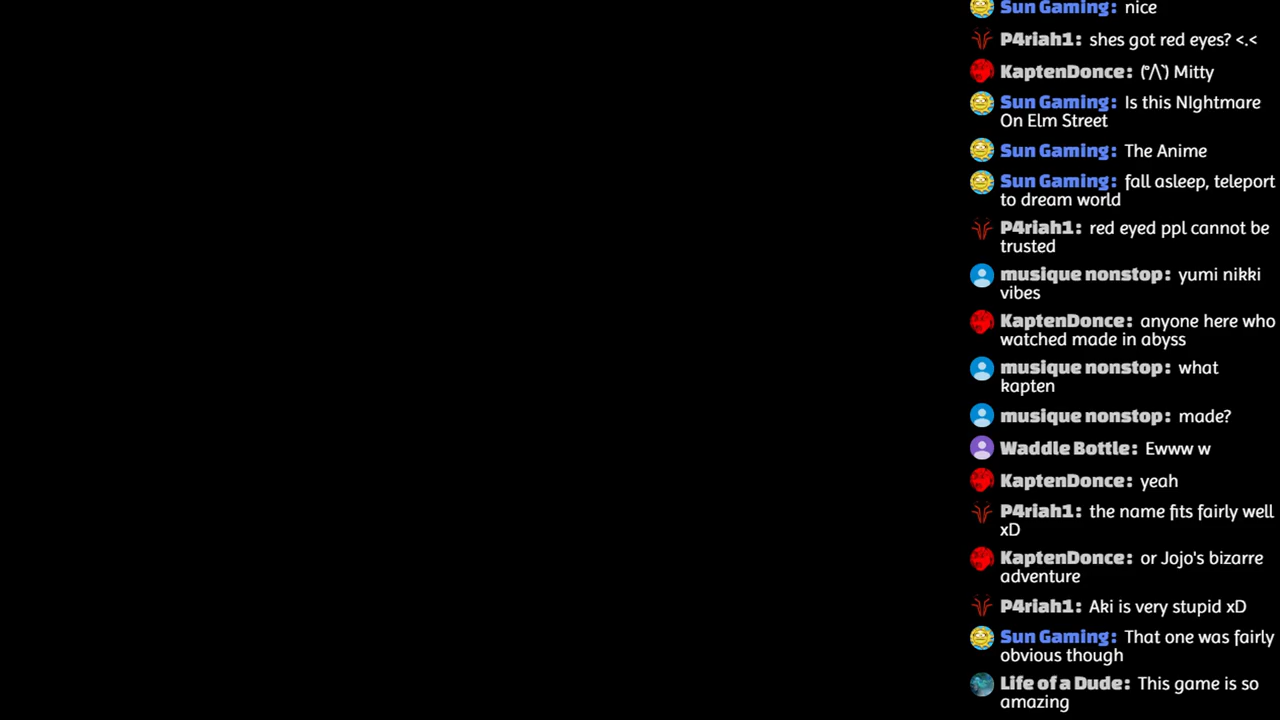 Sun Gaming: nice
P4riah1: shes got red eyes? <.<
KaptenDonce: (°/\`) Mitty
Sun Gaming: Is this NIghtmare
On Elm Street
Sun Gaming: The Anime
Sun Gaming: fall asleep, teleport
to dream world
P4riah1: red eyed ppl cannot be
trusted
musique nonstop: yumi nikki
vibes
KaptenDonce: anyone here who
watched made in abyss
musique nonstop: what
kapten
musique nonstop: made?
Waddle Bottle: Ewww w
KaptenDonce: yeah
P4riah1: the name fits fairly well
xD
KaptenDonce: or Jojo's bizarre
adventure
P4riah1: Aki is very stupid xD
Sun Gaming: That one was fairly
obvious though
Life of a Dude: This game is so
amazing